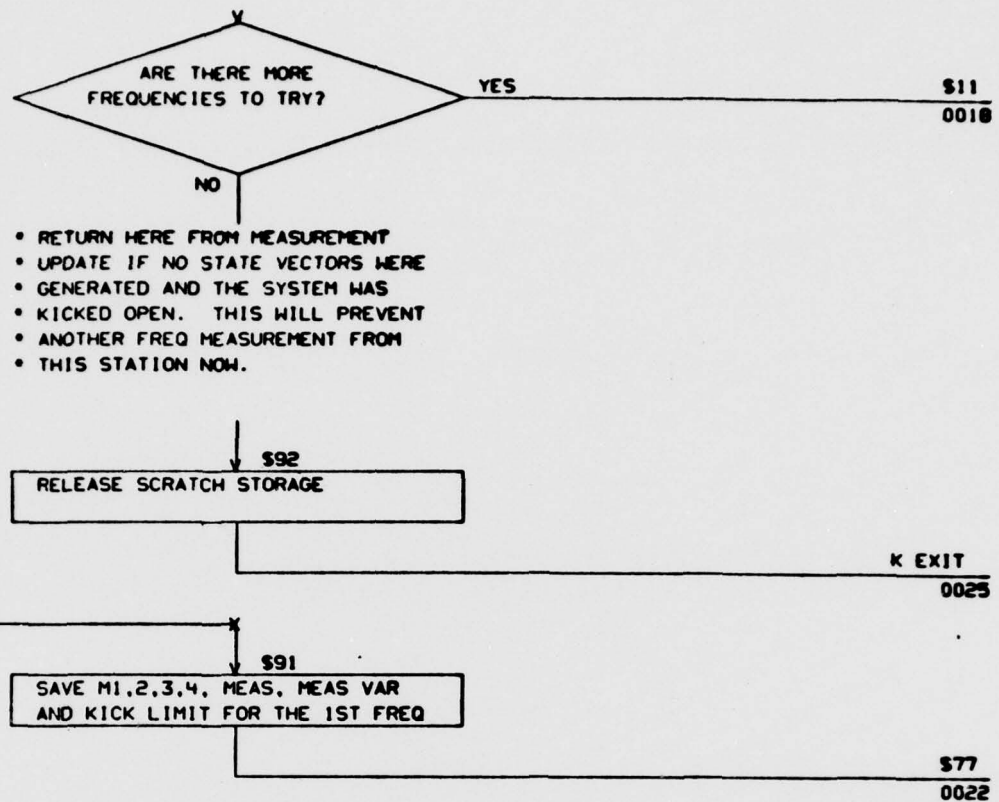 ARE THERE MORE
FREQUENCIES TO TRY?
YES
$11
0018
NO
• RETURN HERE FROM MEASUREMENT
• UPDATE IF NO STATE VECTORS WERE
• GENERATED AND THE SYSTEM WAS
• KICKED OPEN. THIS WILL PREVENT
• ANOTHER FREQ MEASUREMENT FROM
• THIS STATION NOW.
$92
RELEASE SCRATCH STORAGE
K EXIT
0025
X
$91
SAVE M1,2,3,4, MEAS, MEAS VAR
AND KICK LIMIT FOR THE 1ST FREQ
$77
0022